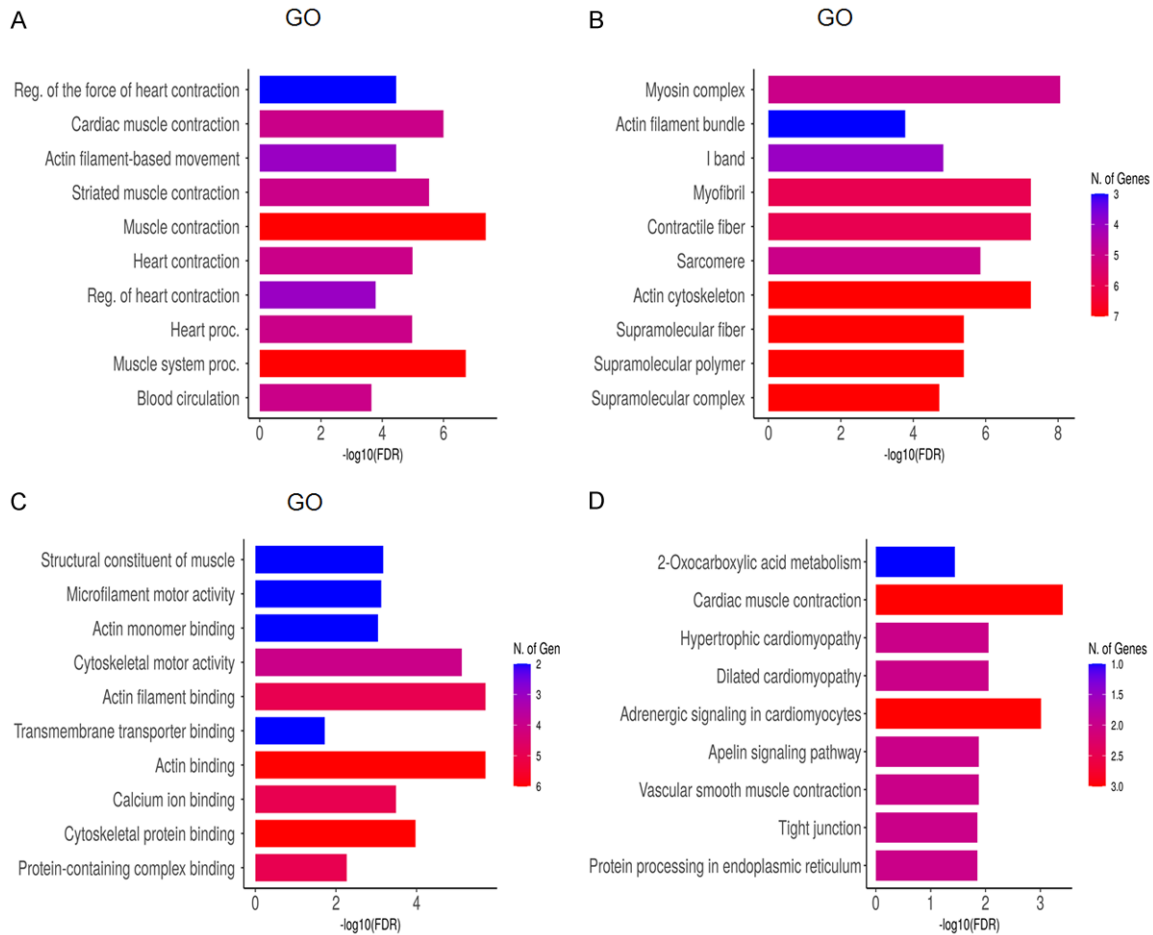 A
GO
Reg. of the force of heart contraction
Cardiac muscle contraction
Actin filament-based movement
Striated muscle contraction
Muscle contraction
Heart contraction
Reg. of heart contraction
Heart proc.
Muscle system proc.
Blood circulation
0 2 4 6
-log10(FDR)
B
GO
Myosin complex
Actin filament bundle
I band
Myofibril
Contractile fiber
Sarcomere
Actin cytoskeleton
Supramolecular fiber
Supramolecular polymer
Supramolecular complex
0 2 4 6 8
-log10(FDR)
N. of Genes
3
4
5
6
7
C
GO
Structural constituent of muscle
Microfilament motor activity
Actin monomer binding
Cytoskeletal motor activity
Actin filament binding
Transmembrane transporter binding
Actin binding
Calcium ion binding
Cytoskeletal protein binding
Protein-containing complex binding
0 2 4
-log10(FDR)
N. of Gen
2
3
4
5
6
D
2-Oxocarboxylic acid metabolism
Cardiac muscle contraction
Hypertrophic cardiomyopathy
Dilated cardiomyopathy
Adrenergic signaling in cardiomyocytes
Apelin signaling pathway
Vascular smooth muscle contraction
Tight junction
Protein processing in endoplasmic reticulum
0 1 2 3
-log10(FDR)
N. of Genes
1.0
1.5
2.0
2.5
3.0